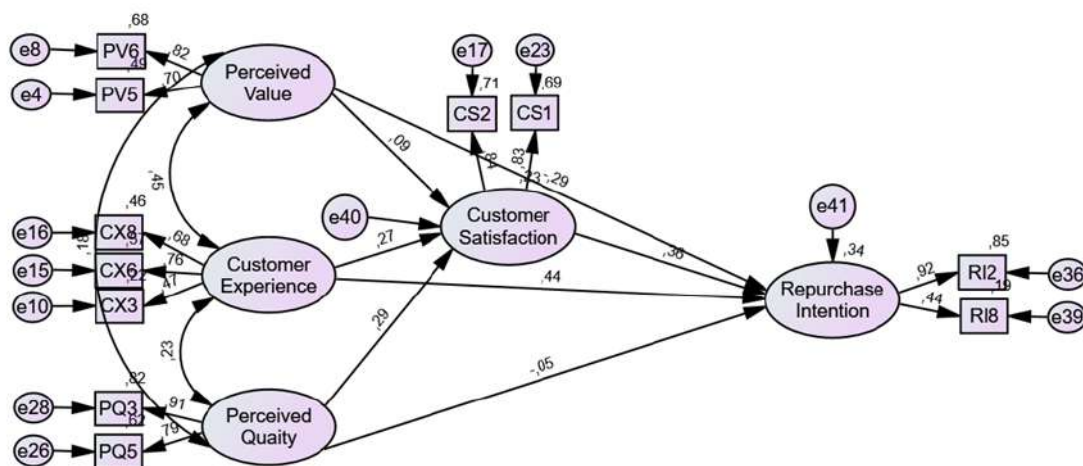 ,68
e8
PV6
,82
,49
e4
PV5
,70
Perceived
Value
e17
e23
,71
,69
CS2
CS1
,84
,83
,09
,23
-,29
,45
e40
Customer
Satisfaction
e41
,46
e16
CX8
,68
,18
e15
CX6
,76
,22
e10
CX3
,47
Customer
Experience
,27
,44
,38
,34
Repurchase
Intention
,85
,92
RI2
e36
,19
,44
RI8
e39
,23
,29
-,05
,82
e28
PQ3
,91
,62
e26
PQ5
,79
Perceived
Quaity